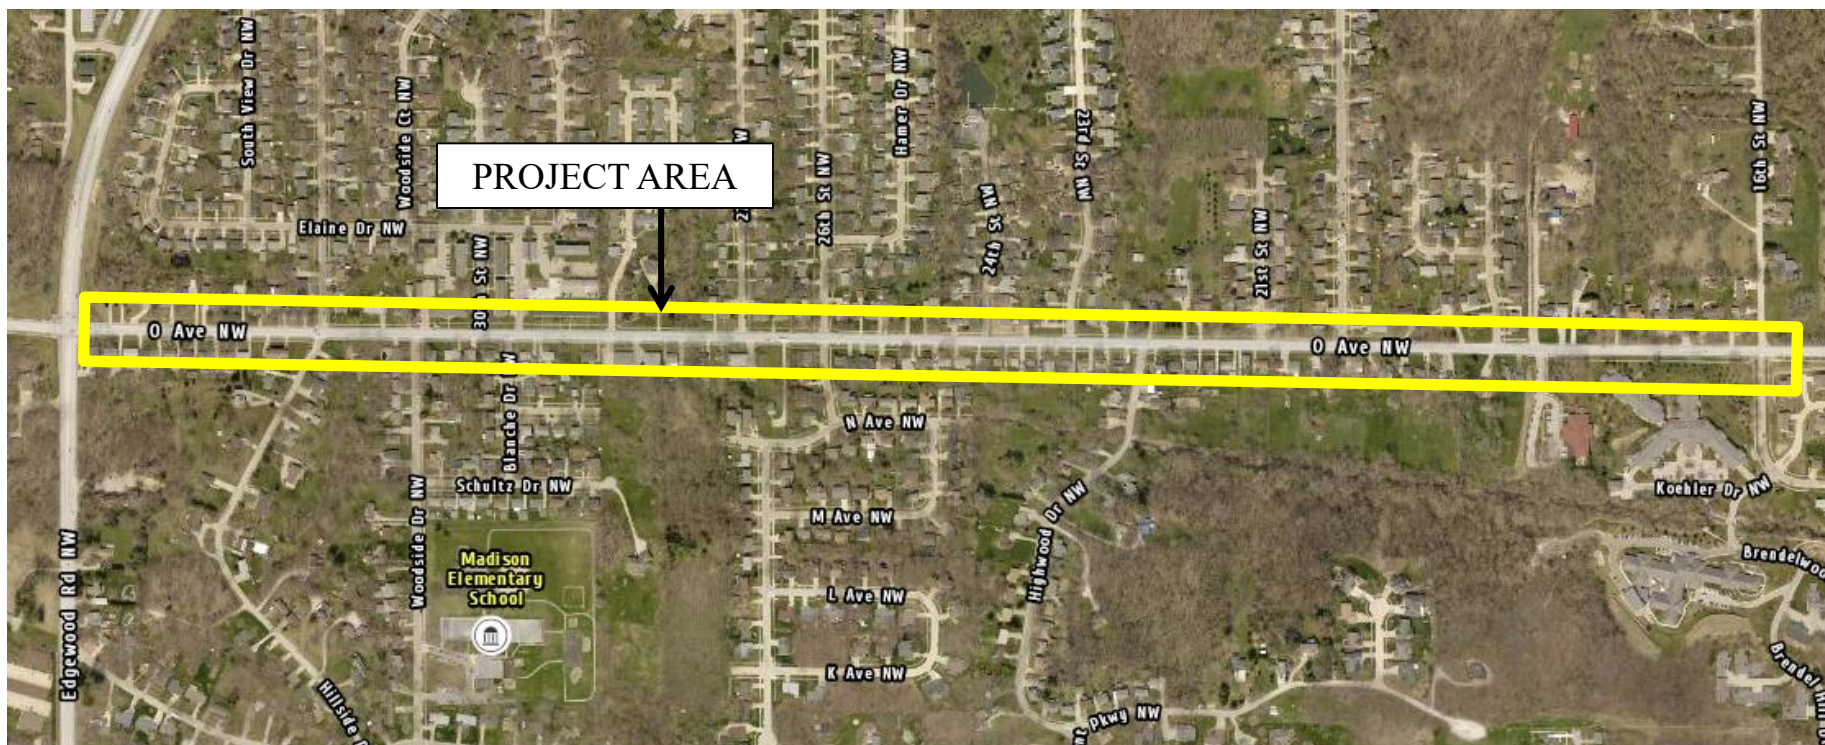 South View Dr NW
Woodside Ct NW
Hamer Dr NW
23rd St NW
16th St NW
PROJECT AREA
26th St NW
24th St NW
21st St NW
Elaine Dr NW
30th St NW
O Ave NW
O Ave NW
Blanche Dr
N Ave NW
Schultz Dr NW
Koehler Dr NW
Woodside Dr NW
M Ave NW
Highwood Dr NW
Edgewood Rd NW
Madison
Elementary
School
L Ave NW
K Ave NW
Hillside
Pkwy NW
Brendelwoo
Brendel